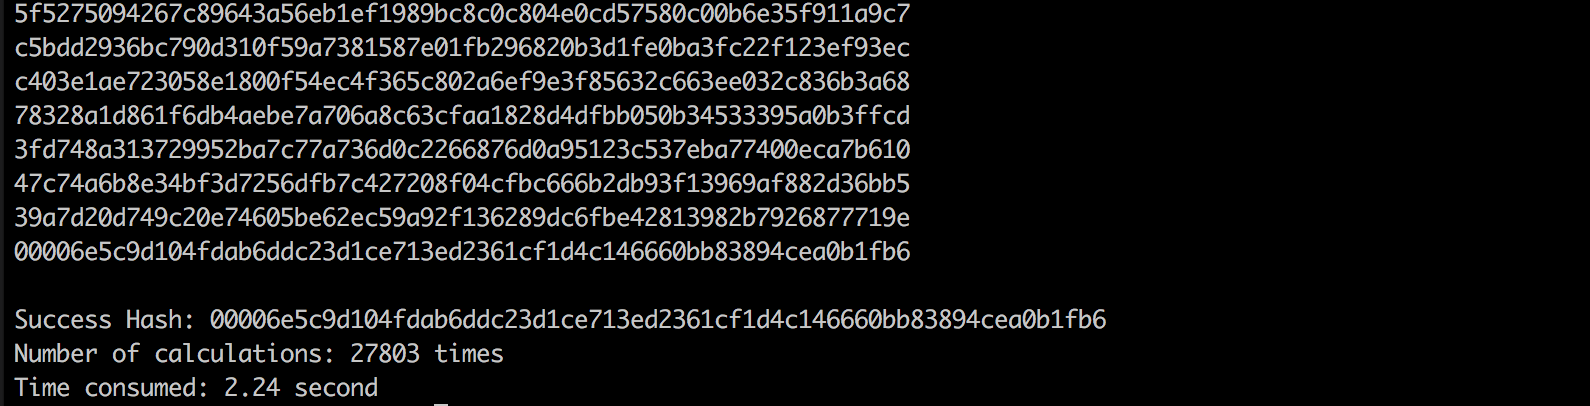 5f5275094267c89643a56eb1ef1989bc8c0c804e0cd57580c00b6e35f911a9c7
c5bdd2936bc790d310f59a7381587e01fb296820b3d1fe0ba3fc22f123ef93ec
c403e1ae723058e1800f54ec4f365c802a6ef9e3f85632c663ee032c836b3a68
78328a1d861f6db4aebe7a706a8c63cfaa1828d4dfbb050b34533395a0b3ffcd
3fd748a313729952ba7c77a736d0c2266876d0a95123c537eba77400eca7b610
47c74a6b8e34bf3d7256dfb7c427208f04cfbc666b2db93f13969af882d36bb5
39a7d20d749c20e74605be62ec59a92f136289dc6fbe42813982b7926877719e
00006e5c9d104fdab6ddc23d1ce713ed2361cf1d4c146660bb83894cea0b1fb6
Success Hash: 00006e5c9d104fdab6ddc23d1ce713ed2361cf1d4c146660bb83894cea0b1fb6
Number of calculations: 27803 times
Time consumed: 2.24 second